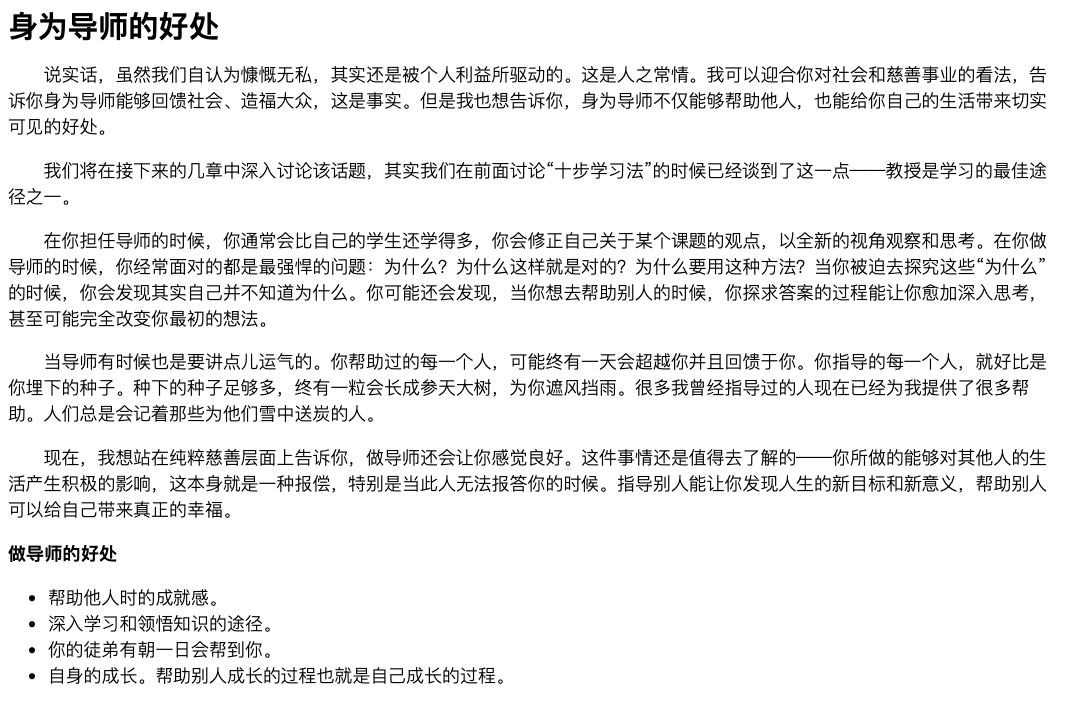 身为导师的好处
说实话，虽然我们自认为慷慨无私，其实还是被个人利益所驱动的。这是人之常情。我可以迎合你对社会和慈善事业的看法，告
诉你身为导师能够回馈社会、造福大众，这是事实。但是我也想告诉你，身为导师不仅能够帮助他人，也能给你自己的生活带来切实
可见的好处。
我们将在接下来的几章中深入讨论该话题，其实我们在前面讨论“十步学习法”的时候已经谈到了这一点——教授是学习的最佳途
径之一。
在你担任导师的时候，你通常会比自己的学生还学得多，你会修正自己关于某个课题的观点，以全新的视角观察和思考。在你做
导师的时候，你经常面对的都是最强悍的问题：为什么？为什么这样就是对的？为什么要用这种方法？当你被迫去探究这些“为什么”
的时候，你会发现其实自己并不知道为什么。你可能还会发现，当你想去帮助别人的时候，你探求答案的过程能让你愈加深入思考，
甚至可能完全改变你最初的想法。
当导师有时候也是要讲点儿运气的。你帮助过的每一个人，可能终有一天会超越你并且回馈于你。你指导的每一个人，就好比是
你埋下的种子。种下的种子足够多，终有一粒会长成参天大树，为你遮风挡雨。很多我曾经指导过的人现在已经为我提供了很多帮
助。人们总是会记着那些为他们雪中送炭的人。
现在，我想站在纯粹慈善层面上告诉你，做导师还会让你感觉良好。这件事情还是值得去了解的——你所做的能够对其他人的生
活产生积极的影响，这本身就是一种报偿，特别是当此人无法报答你的时候。指导别人能让你发现人生的新目标和新意义，帮助别人
可以给自己带来真正的幸福。
做导师的好处
• 帮助他人时的成就感。
• 深入学习和领悟知识的途径。
• 你的徒弟有朝一日会帮到你。
• 自身的成长。帮助别人成长的过程也就是自己成长的过程。